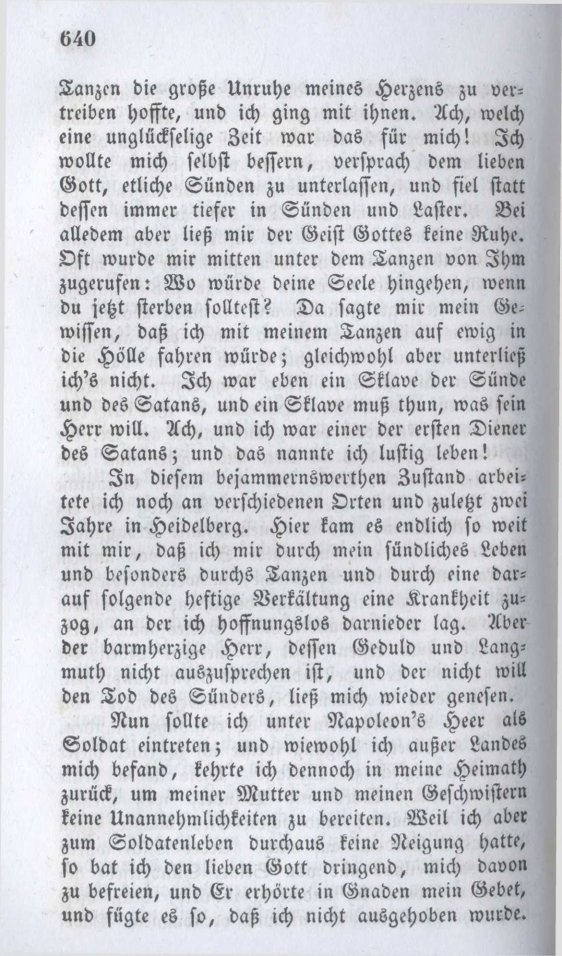 640
Tanzen die große Unruhe meines Herzens zu ver=
treiben hoffte, und ich ging mit ihnen. Ach, welch
eine unglückselige Zeit war das für mich! Ich
wollte mich selbst bessern, versprach dem lieben
Gott, etliche Sünden zu unterlassen, und fiel statt
dessen immer tiefer in Sünden und Laster. Bei
alledem aber ließ mir der Geist Gottes keine Ruhe.
Oft wurde mir mitten unter dem Tanzen von Ihm
zugerufen: Wo würde deine Seele hingehen, wenn
du jetzt sterben solltest? Da sagte mir mein Ge=
wissen, daß ich mit meinem Tanzen auf ewig in
die Hölle fahren würde; gleichwohl aber unterließ
ich's nicht. Ich war eben ein Sklave der Sünde
und des Satans, und ein Sklave muß thun, was sein
Herr will. Ach, und ich war einer der ersten Diener
des Satans; und das nannte ich lustig leben!
In diesem bejammernswerthen Zustand arbei=
tete ich noch an verschiedenen Orten und zuletzt zwei
Jahre in Heidelberg. Hier kam es endlich so weit
mit mir, daß ich mir durch mein sündliches Leben
und besonders durchs Tanzen und durch eine dar=
auf folgende heftige Verkältung eine Krankheit zu=
zog, an der ich hoffnungslos darnieder lag. Aber
der barmherzige Herr, dessen Geduld und Lang=
muth nicht auszusprechen ist, und der nicht will
den Tod des Sünders, ließ mich wieder genesen.
Nun sollte ich unter Napoleon's Heer als
Soldat eintreten; und wiewohl ich außer Landes
mich befand, kehrte ich dennoch in meine Heimath
zurück, um meiner Mutter und meinen Geschwistern
keine Unannehmlichkeiten zu bereiten. Weil ich aber
zum Soldatenleben durchaus keine Neigung hatte,
so bat ich den lieben Gott dringend, mich davon
zu befreien, und Er erhörte in Gnaden mein Gebet,
und fügte es so, daß ich nicht ausgehoben wurde.